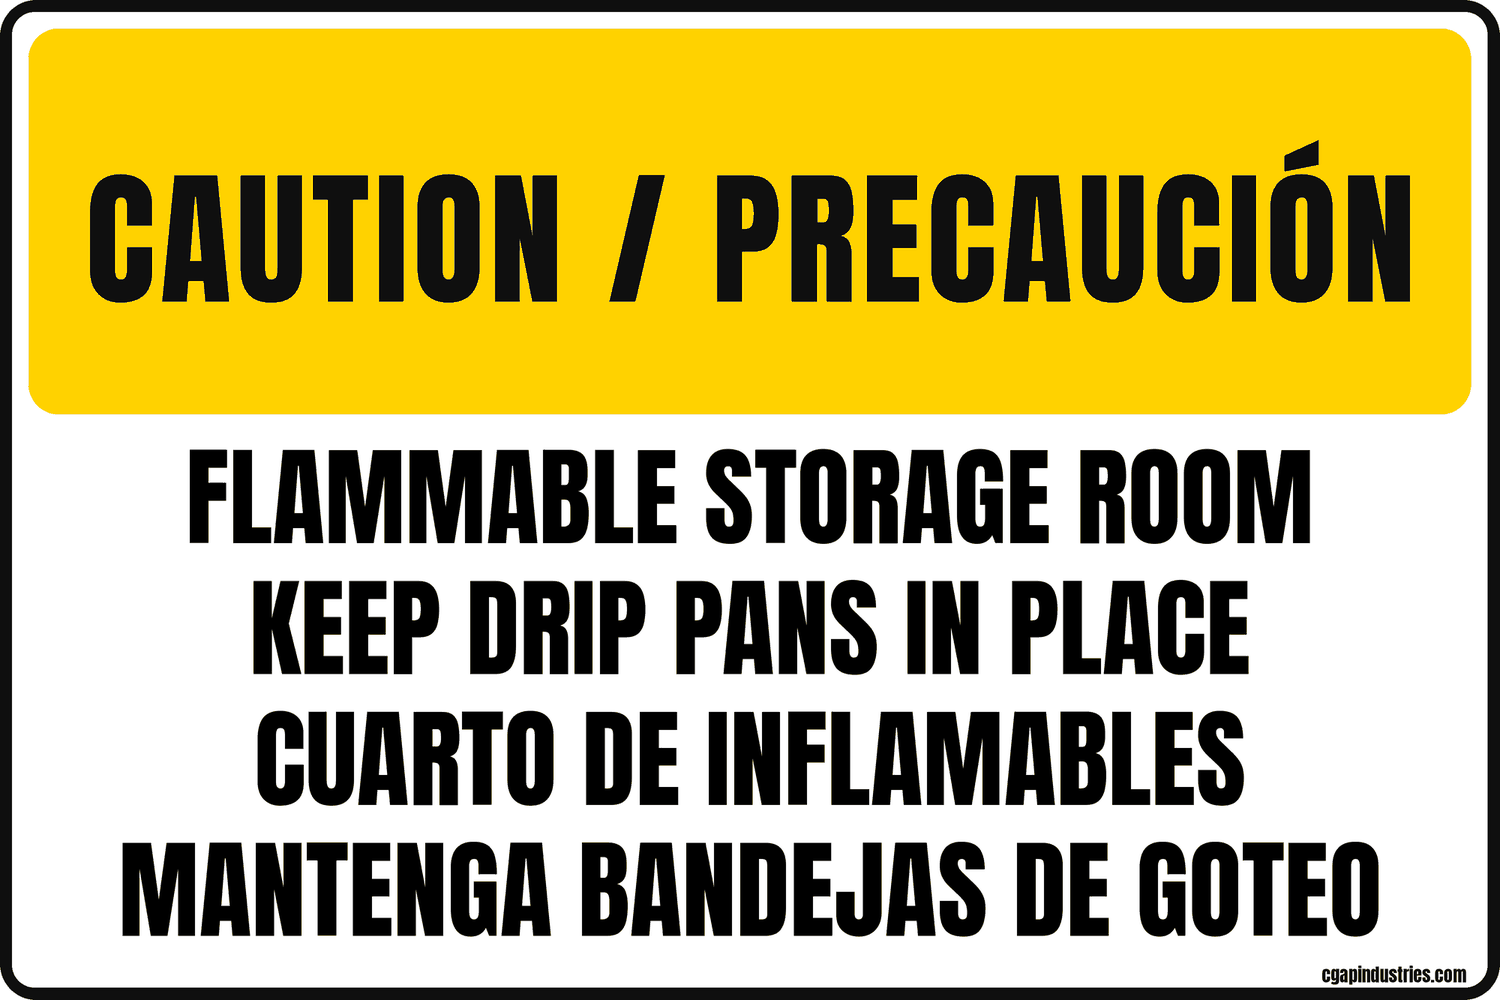 CAUTION / PRECAUCIÓN
FLAMMABLE STORAGE ROOM
KEEP DRIP PANS IN PLACE
CUARTO DE INFLAMABLES
MANTENGA BANDEJAS DE GOTEO
cgapindustries.com